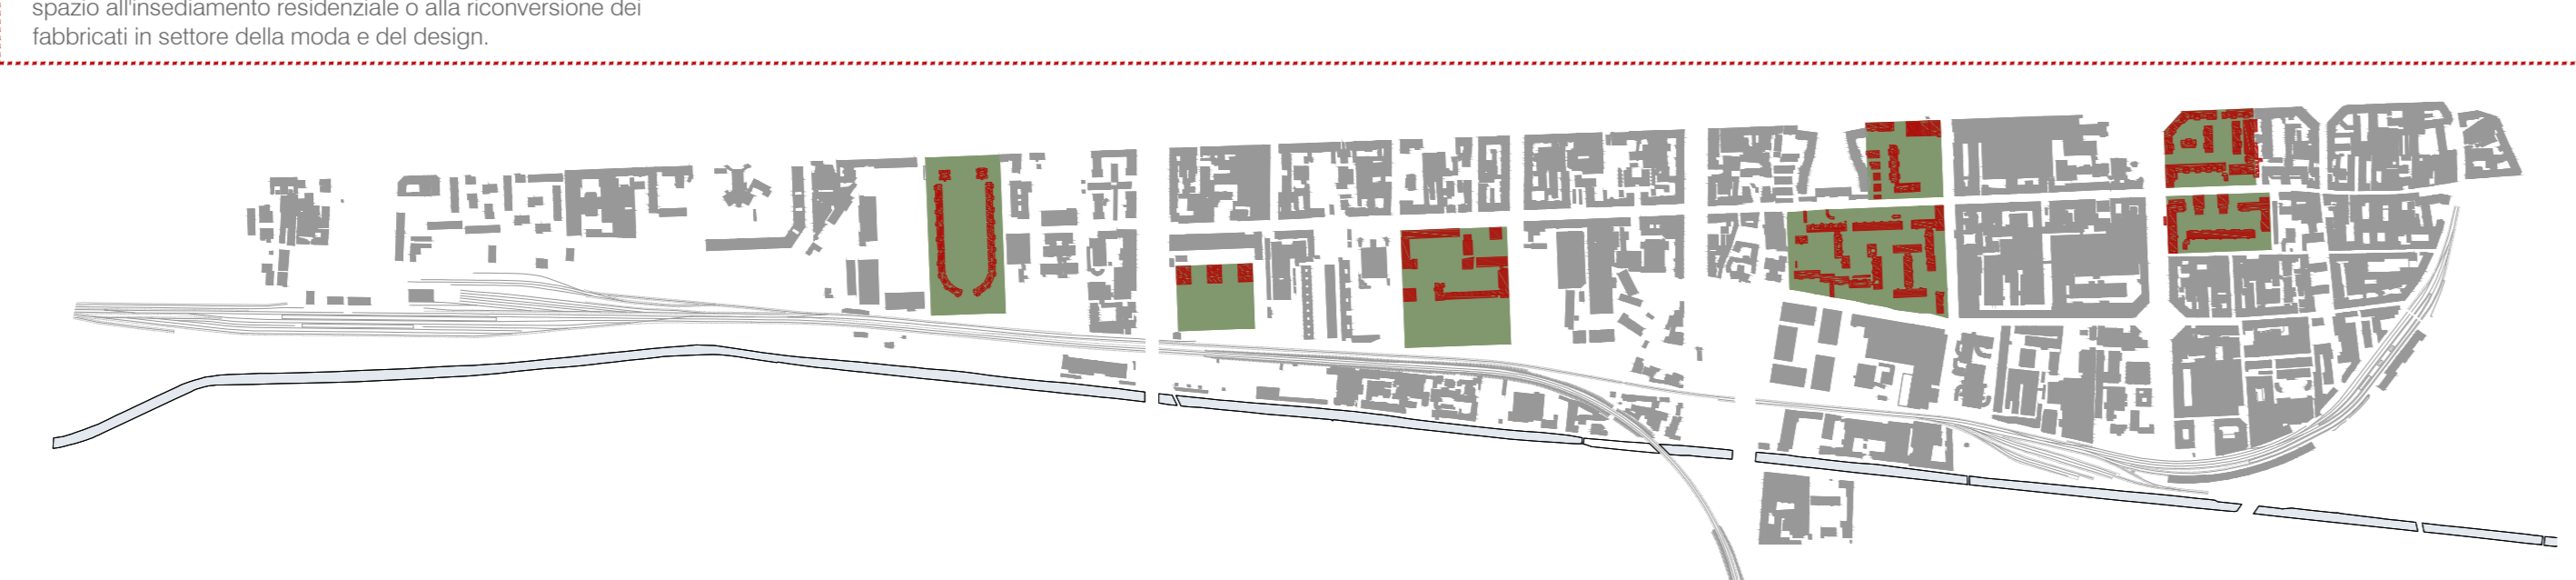 spazio all'insediamento residenziale o alla riconversione dei
fabbricati in settore della moda e del design.